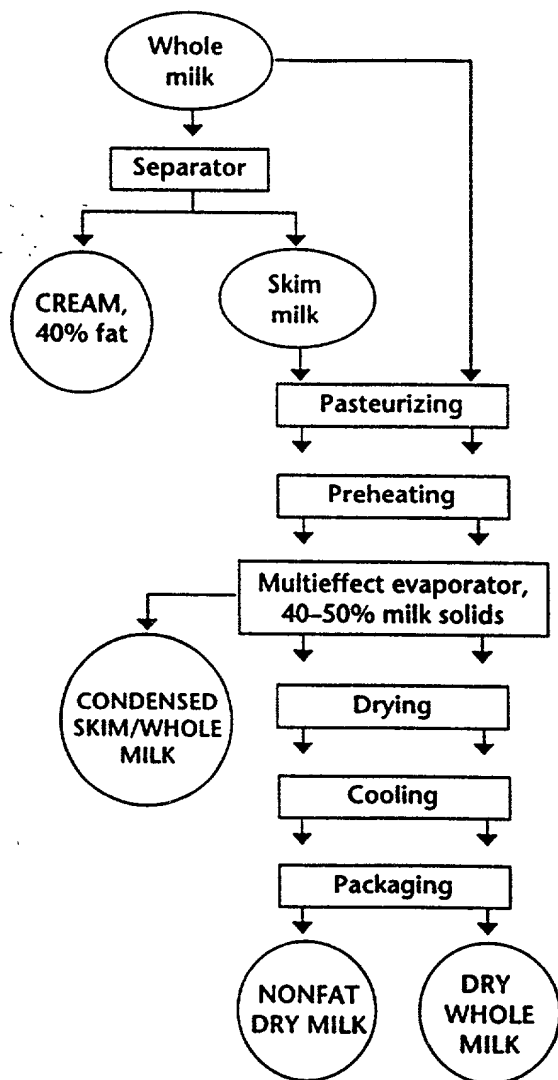 Whole
milk
Separator
CREAM,
40% fat
Skim
milk
Pasteurizing
Preheating
Multieffect evaporator,
40–50% milk solids
CONDENSED
SKIM/WHOLE
MILK
Drying
Cooling
Packaging
NONFAT
DRY MILK
DRY
WHOLE
MILK